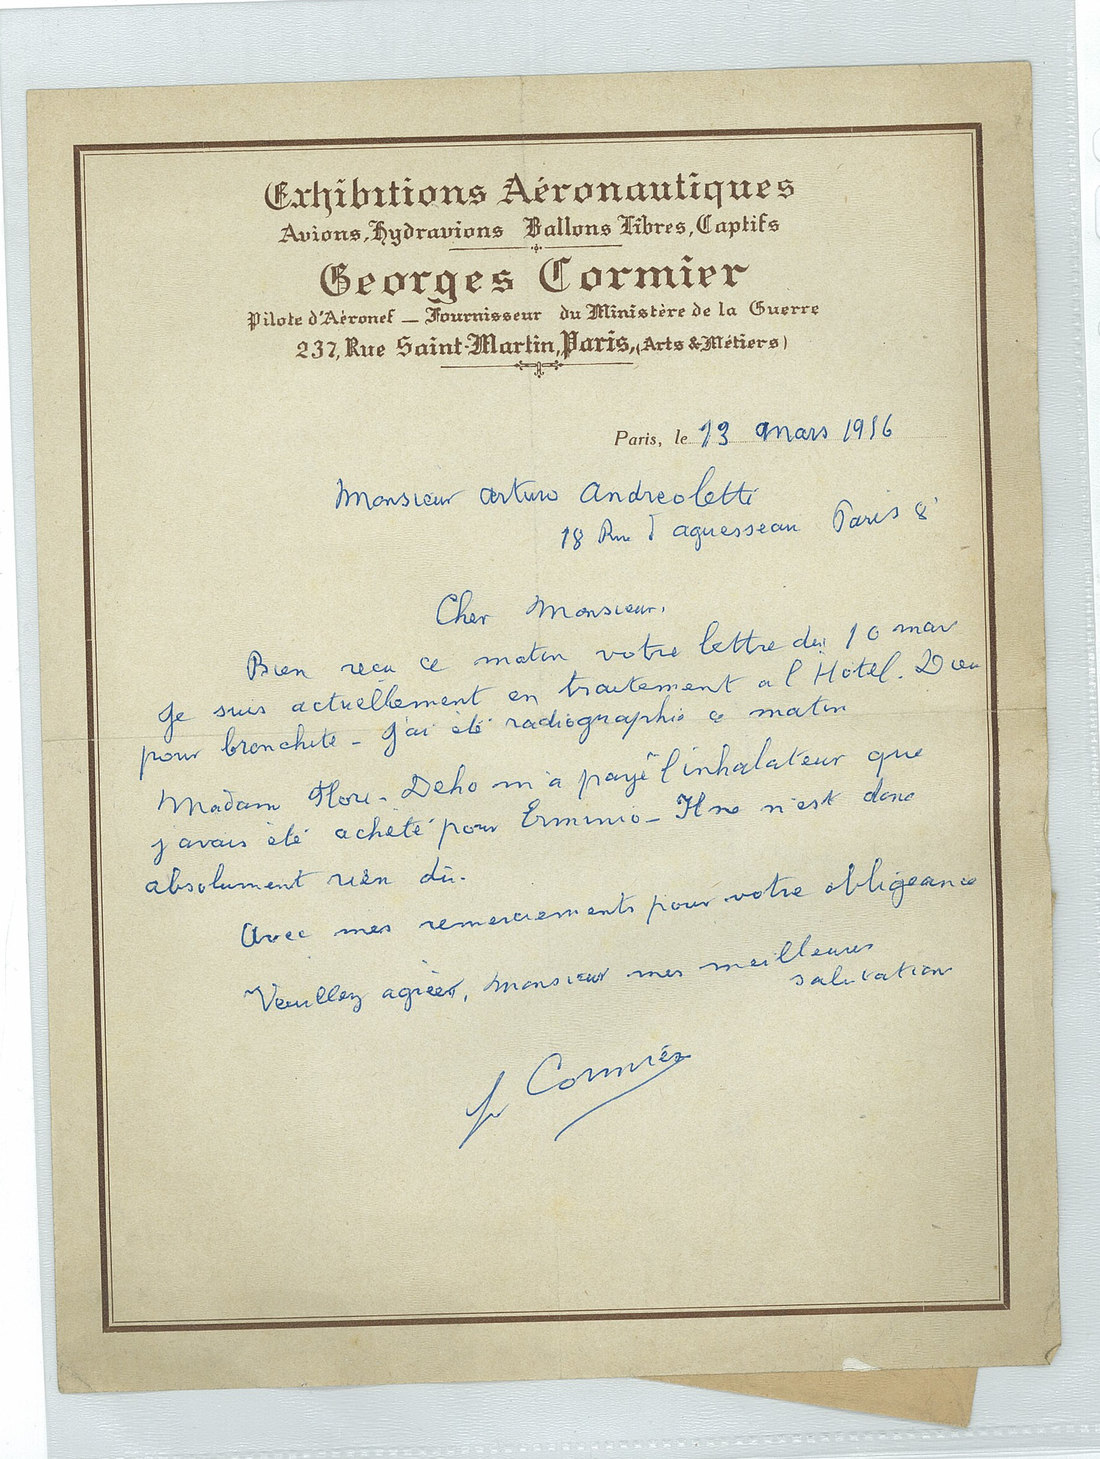 Exhibitions Aéronautiques
Avions, Hydravions Ballons Libres, Captifs
Georges Cormier
Pilote d'Aéronef — Fournisseur du Ministère de la Guerre
237, Rue Saint-Martin, Paris, (Arts & Métiers)
Paris, le 13 mars 1956
Monsieur Arturo Andreoletti
18 Rue d aguesseau Paris 8e
Cher Monsieur.
Bien reçu ce matin votre lettre du 10 mar
Je suis actuellement en traitement a l Hotel. Dieu
pour bronchite - J'ai été radiographié ce matin
Madam Deho m'a payé l'inhalateur que
j'avais été acheté pour Erminio - Il ne n'est donc
absolument rien dû.
Avec mes remerciements pour votre obligeance
Veuillez agréer, Monsieur mes meilleures
salutation
Cormier